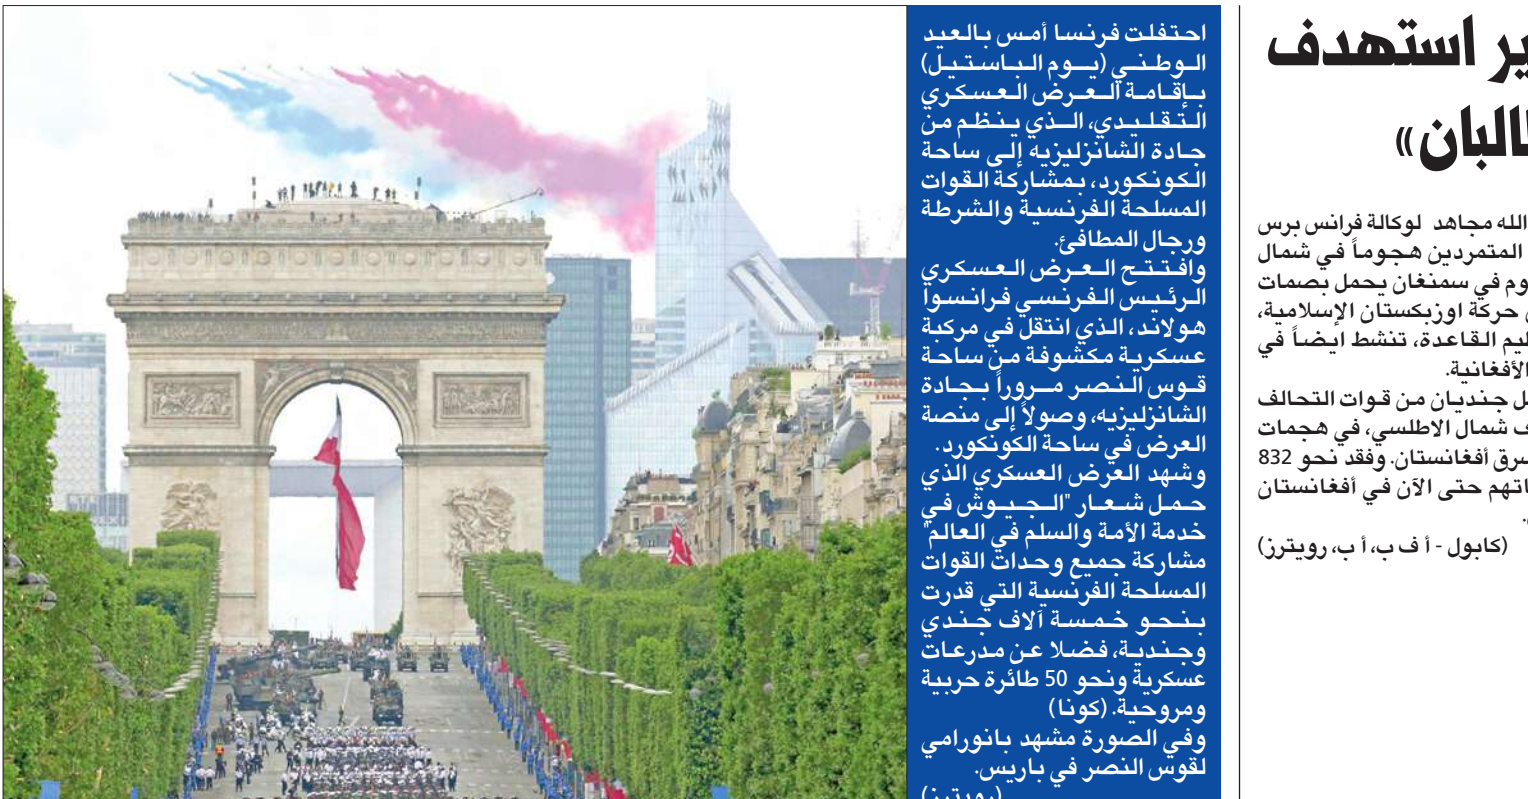 ير استهدف
البان»
الله مجاهد لوكالة فرانس برس
المتمردين هجوماً في شمال
وم في سمنغان يحمل بصمات
حركة اوزبكستان الإسلامية،
ليم القاعدة، تنشط ايضاً في
الأفغانية.
ل جنديان من قوات التحالف
ف شمال الاطلسي، في هجمات
سرق أفغانستان. وفقد نحو 832
اتهم حتى الآن في أفغانستان
(كابول - أ ف ب، أ ب، رويترز)
احتفلت فرنسا أمس بالعيد
الوطني (يوم الباستيل)
بإقامة العرض العسكري
التقليدي، الذي ينظم من
جادة الشانزليزيه إلى ساحة
الكونكورد، بمشاركة القوات
المسلحة الفرنسية والشرطة
ورجال المطافئ.
وافتتح العرض العسكري
الرئيس الفرنسي فرانسوا
هولاند، الذي انتقل في مركبة
عسكرية مكشوفة من ساحة
قوس النصر مروراً بجادة
الشانزليزيه، وصولاً إلى منصة
العرض في ساحة الكونكورد.
وشهد العرض العسكري الذي
حمل شعار "الجيوش في
خدمة الأمة والسلم في العالم"
مشاركة جميع وحدات القوات
المسلحة الفرنسية التي قدرت
بنحو خمسة آلاف جندي
وجندية، فضلا عن مدرعات
عسكرية ونحو 50 طائرة حربية
ومروحية. (كونا)
وفي الصورة مشهد بانورامي
لقوس النصر في باريس.
(رويترز)